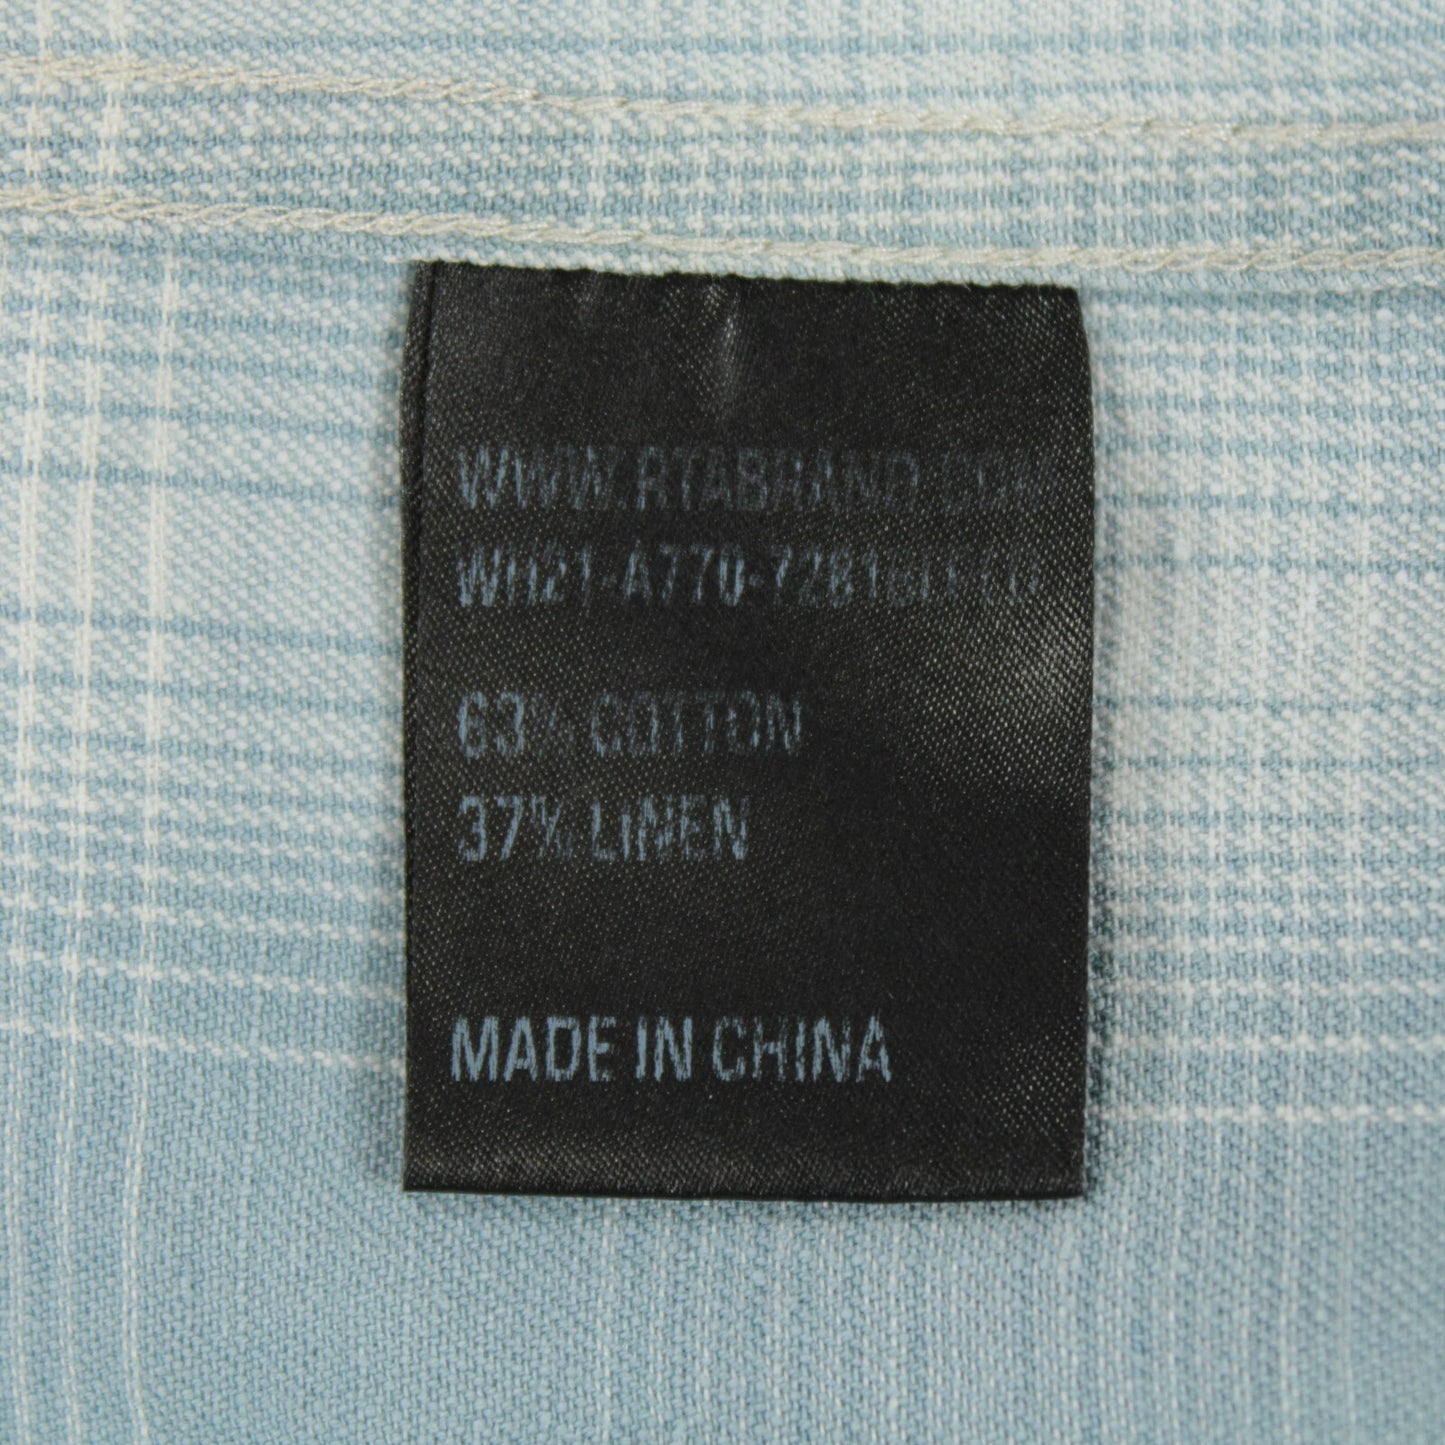 WWW.RTABRAND.COM
63% COTTON
37% LINEN
MADE IN CHINA